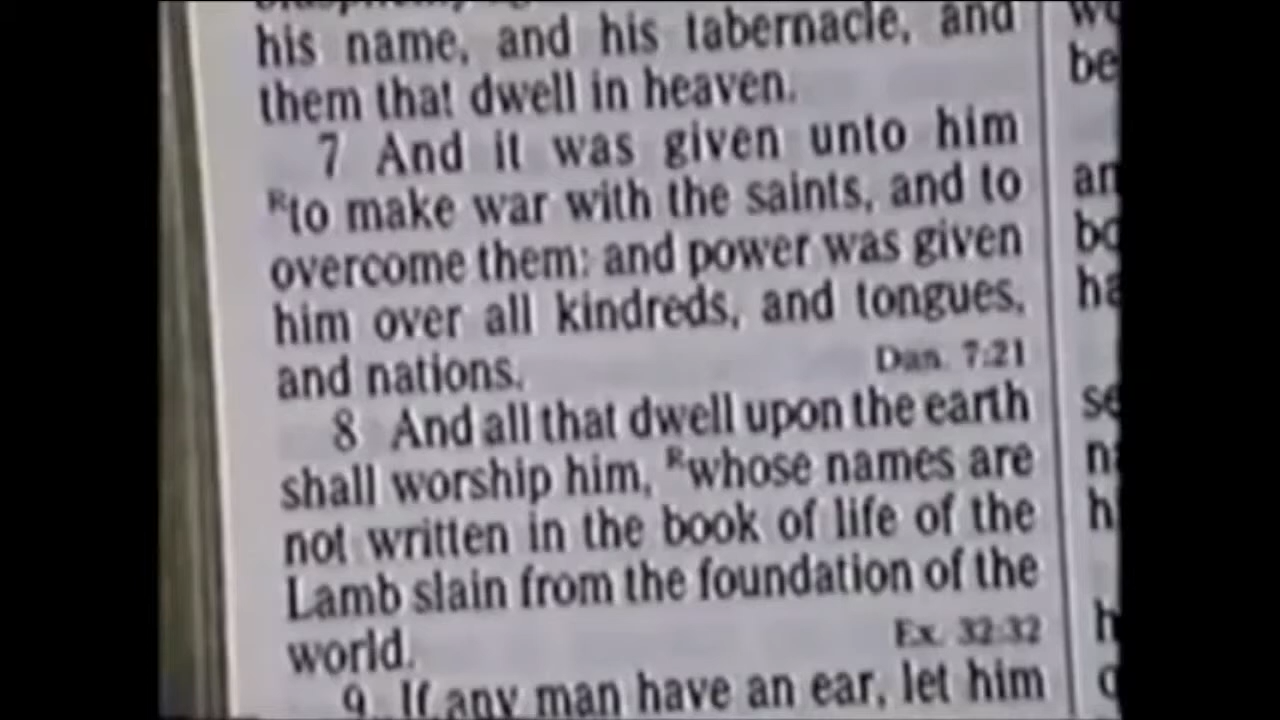 his name, and his tabernacle, and
them that dwell in heaven.
7 And it was given unto him
ᴿto make war with the saints, and to
overcome them: and power was given
him over all kindreds, and tongues,
and nations. Dan. 7:21
8 And all that dwell upon the earth
shall worship him, ᴿwhose names are
not written in the book of life of the
Lamb slain from the foundation of the
world. Ex. 32:32
9 If any man have an ear, let him
be